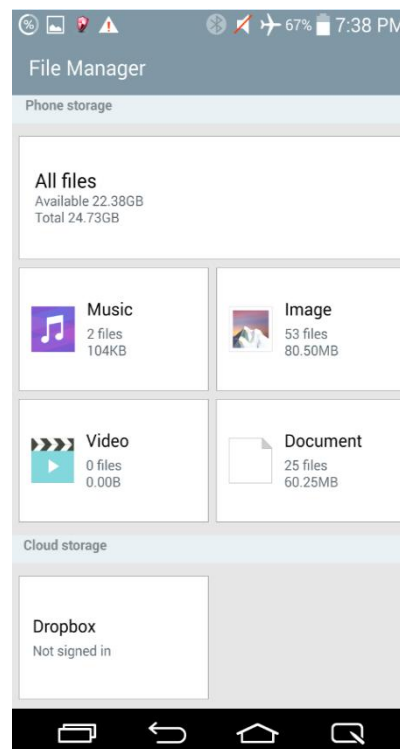 67% 7:38 PM
File Manager
Phone storage
All files
Available 22.38GB
Total 24.73GB
Music
2 files
104KB
Image
53 files
80.50MB
Video
0 files
0.00B
Document
25 files
60.25MB
Cloud storage
Dropbox
Not signed in